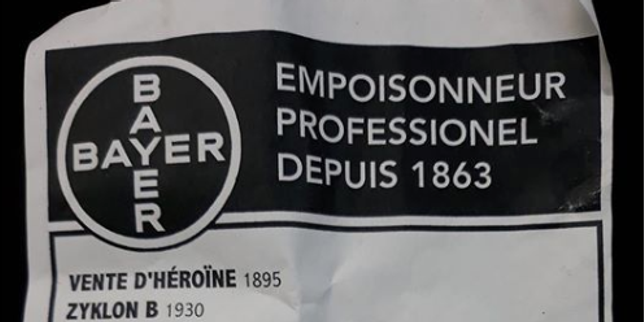 BAYER
BAYER
EMPOISONNEUR
PROFESSIONEL
DEPUIS 1863
VENTE D'HÉROÏNE 1895
ZYKLON B 1930